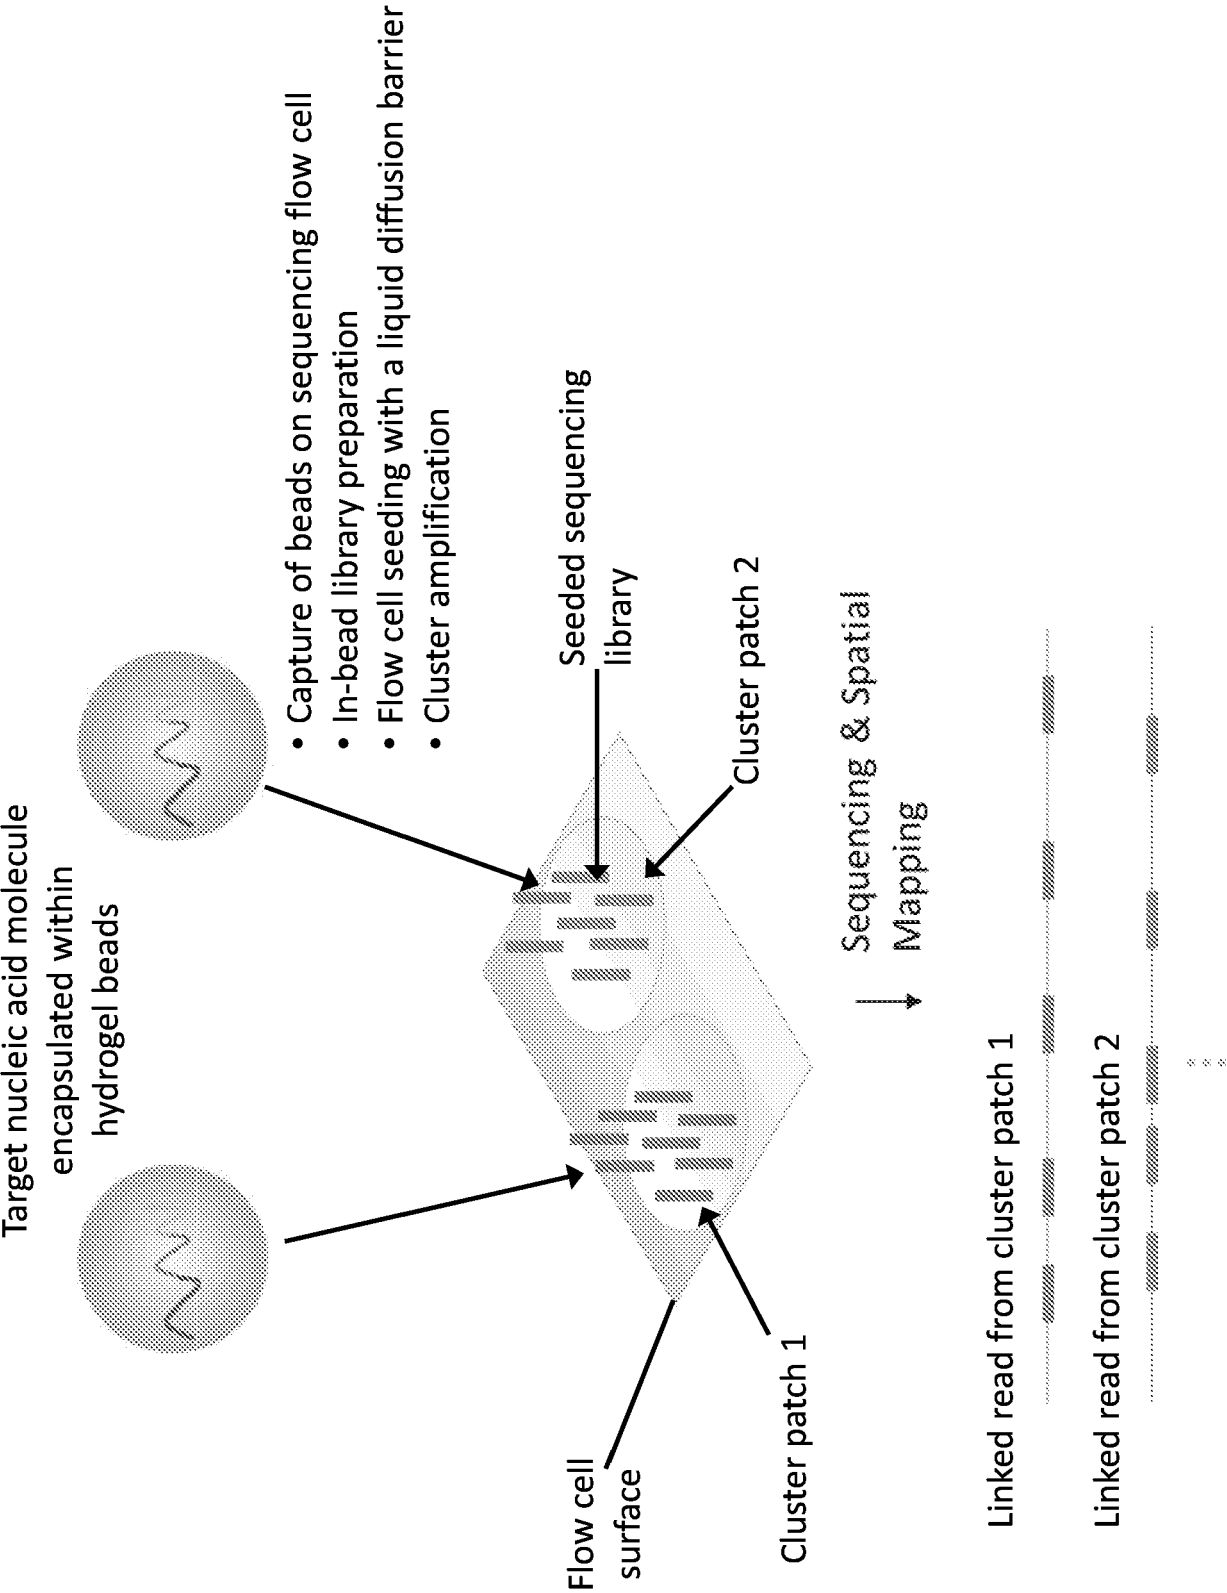 Target nucleic acid molecule
encapsulated within
hydrogel beads
• Capture of beads on sequencing flow cell
• In-bead library preparation
• Flow cell seeding with a liquid diffusion barrier
• Cluster amplification
Flow cell
surface
Seeded sequencing
library
Cluster patch 1
Cluster patch 2
Sequencing & Spatial
Mapping
Linked read from cluster patch 1
Linked read from cluster patch 2